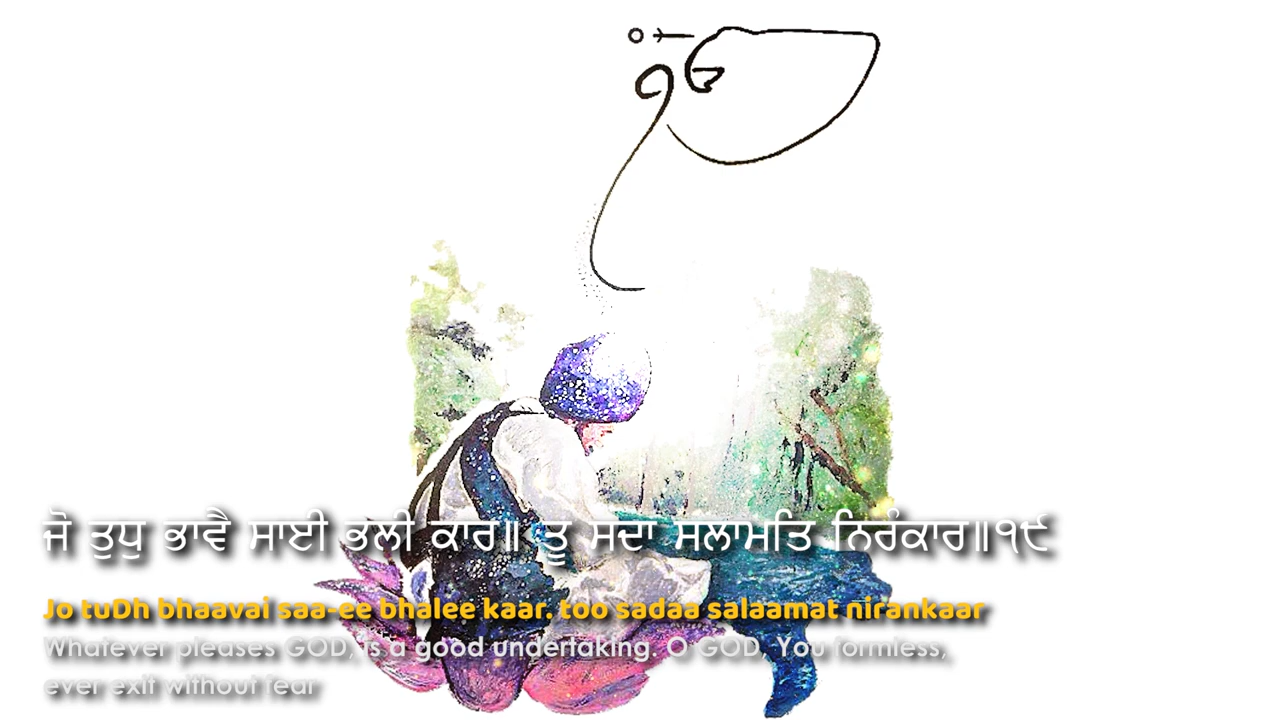 ੴ
ਜੋ ਤੁਧੁ ਭਾਵੈ ਸਾਈ ਭਲੀ ਕਾਰ॥ ਤੂ ਸਦਾ ਸਲਾਮਤਿ ਨਿਰੰਕਾਰ॥੧੯
Jo tuDh bhaavai saa-ee bhalee kaar. too sadaa salaamat nirankaar
Whatever pleases GOD, is a good undertaking. O GOD, You formless,
ever exit without fear